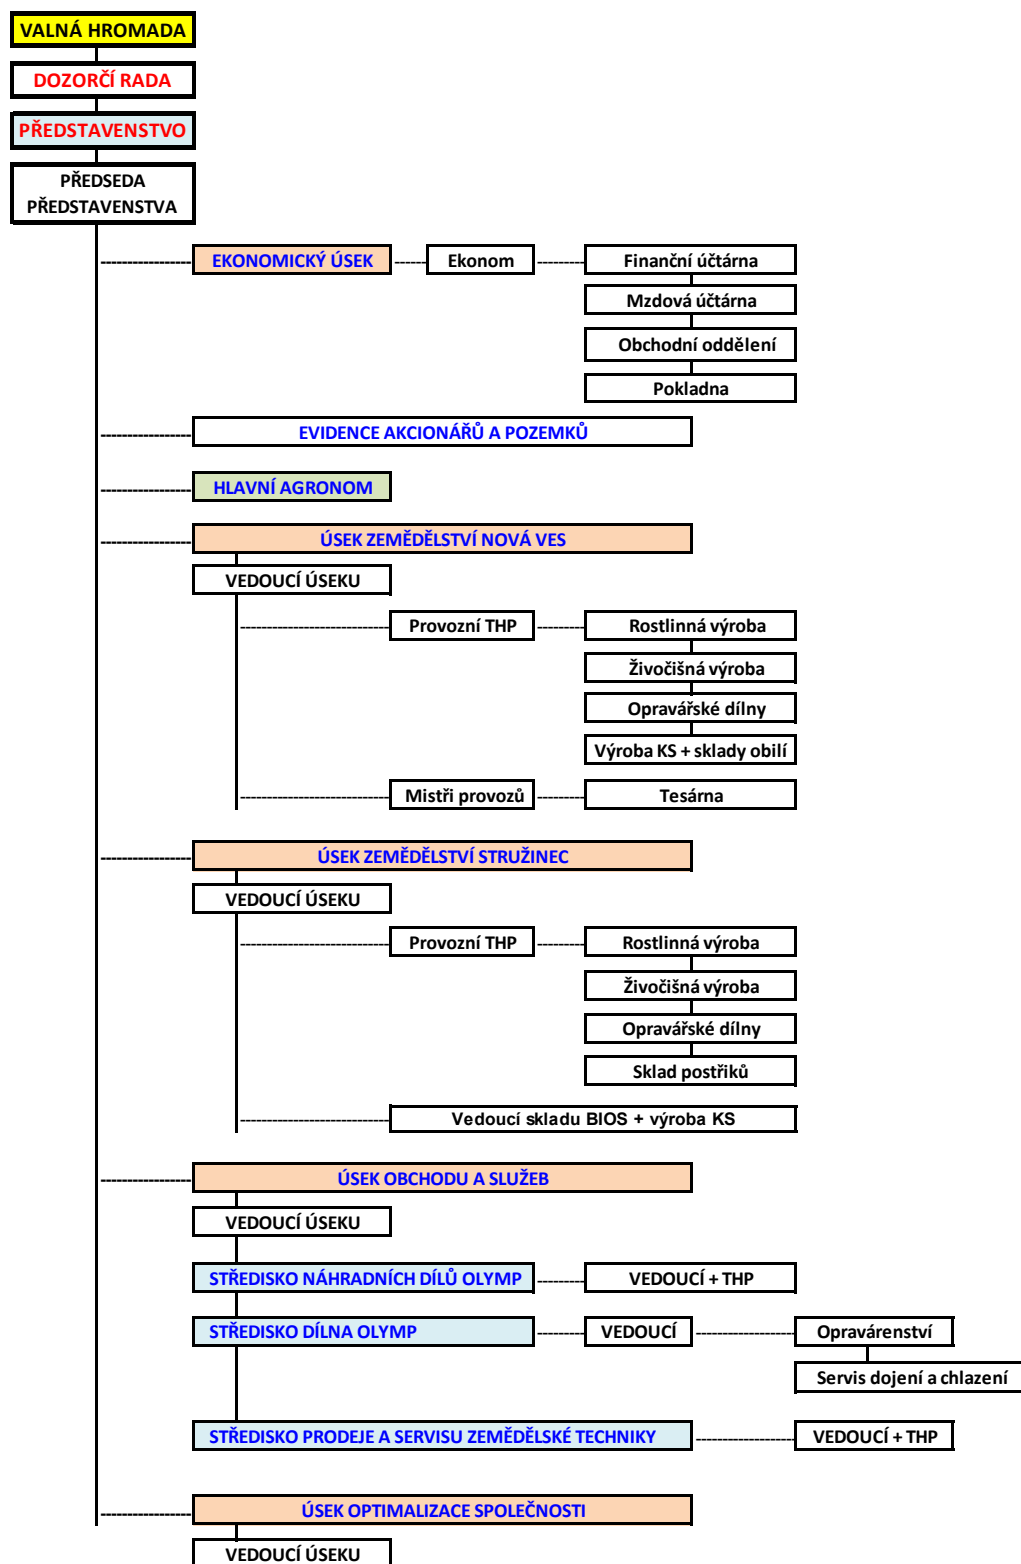 VALNÁ HROMADA
DOZORČÍ RADA
PŘEDSTAVENSTVO
PŘEDSEDA
PŘEDSTAVENSTVA
EKONOMICKÝ ÚSEK
Ekonom
Finanční účtárna
Mzdová účtárna
Obchodní oddělení
Pokladna
EVIDENCE AKCIONÁŘŮ A POZEMKŮ
HLAVNÍ AGRONOM
ÚSEK ZEMĚDĚLSTVÍ NOVÁ VES
VEDOUCÍ ÚSEKU
Provozní THP
Rostlinná výroba
Živočišná výroba
Opravářské dílny
Výroba KS + sklady obilí
Mistři provozů
Tesárna
ÚSEK ZEMĚDĚLSTVÍ STRUŽINEC
VEDOUCÍ ÚSEKU
Provozní THP
Rostlinná výroba
Živočišná výroba
Opravářské dílny
Sklad postřiků
Vedoucí skladu BIOS + výroba KS
ÚSEK OBCHODU A SLUŽEB
VEDOUCÍ ÚSEKU
STŘEDISKO NÁHRADNÍCH DÍLŮ OLYMP
VEDOUCÍ + THP
STŘEDISKO DÍLNA OLYMP
VEDOUCÍ
Opravárenství
Servis dojení a chlazení
STŘEDISKO PRODEJE A SERVISU ZEMĚDĚLSKÉ TECHNIKY
VEDOUCÍ + THP
ÚSEK OPTIMALIZACE SPOLEČNOSTI
VEDOUCÍ ÚSEKU